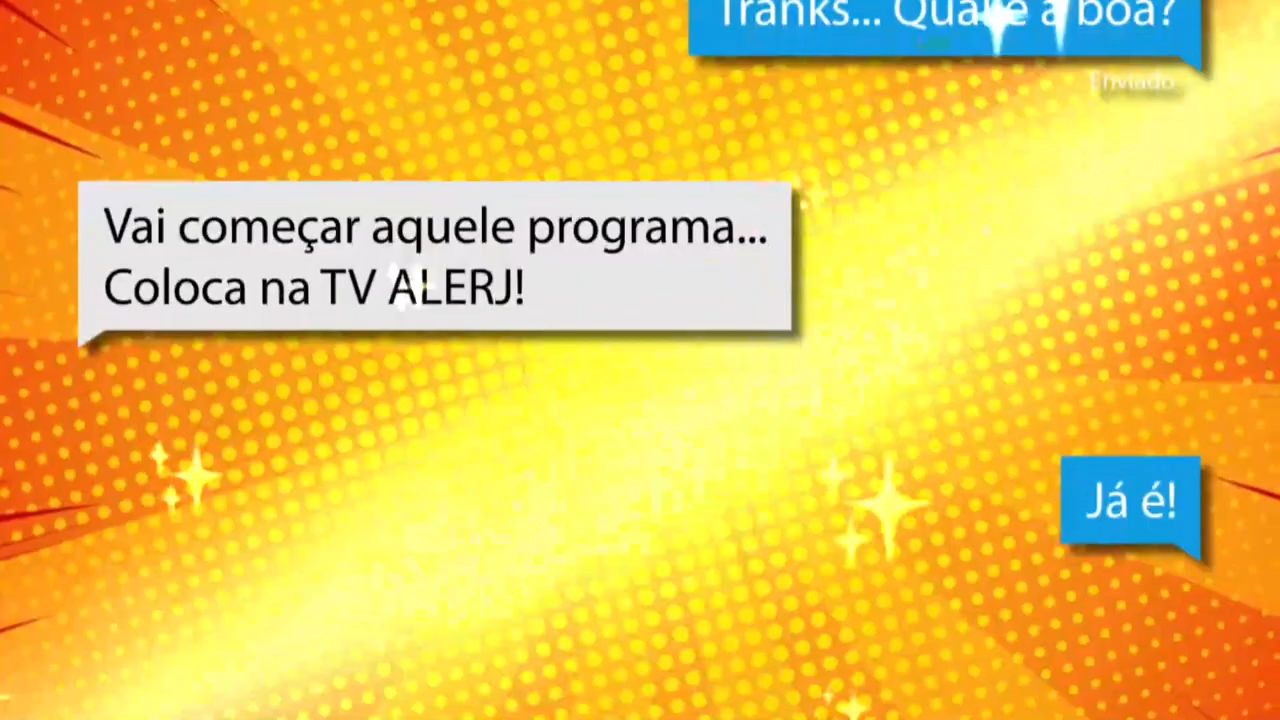 Tranks... Qual é a boa?
Enviado
Vai começar aquele programa...
Coloca na TV ALERJ!
Já é!